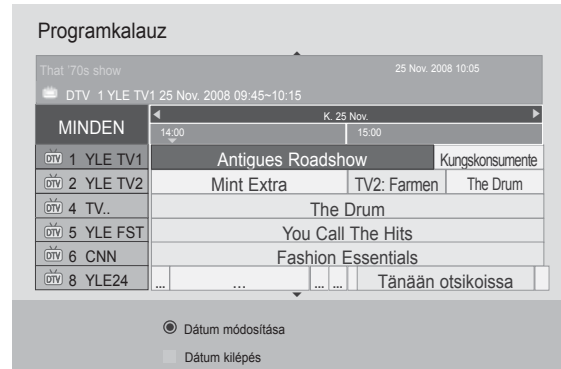 Programkalauz
That '70s show 25 Nov. 2008 10:05
DTV 1 YLE TV1 25 Nov. 2008 09:45~10:15
MINDEN K. 25 Nov.
14:00 15:00
DTV 1 YLE TV1 Antigues Roadshow Kungskonsumente
DTV 2 YLE TV2 Mint Extra TV2: Farmen The Drum
DTV 4 TV.. The Drum
DTV 5 YLE FST You Call The Hits
DTV 6 CNN Fashion Essentials
DTV 8 YLE24 ... ... ... ... Tänään otsikoissa
Dátum módosítása
Dátum kilépés